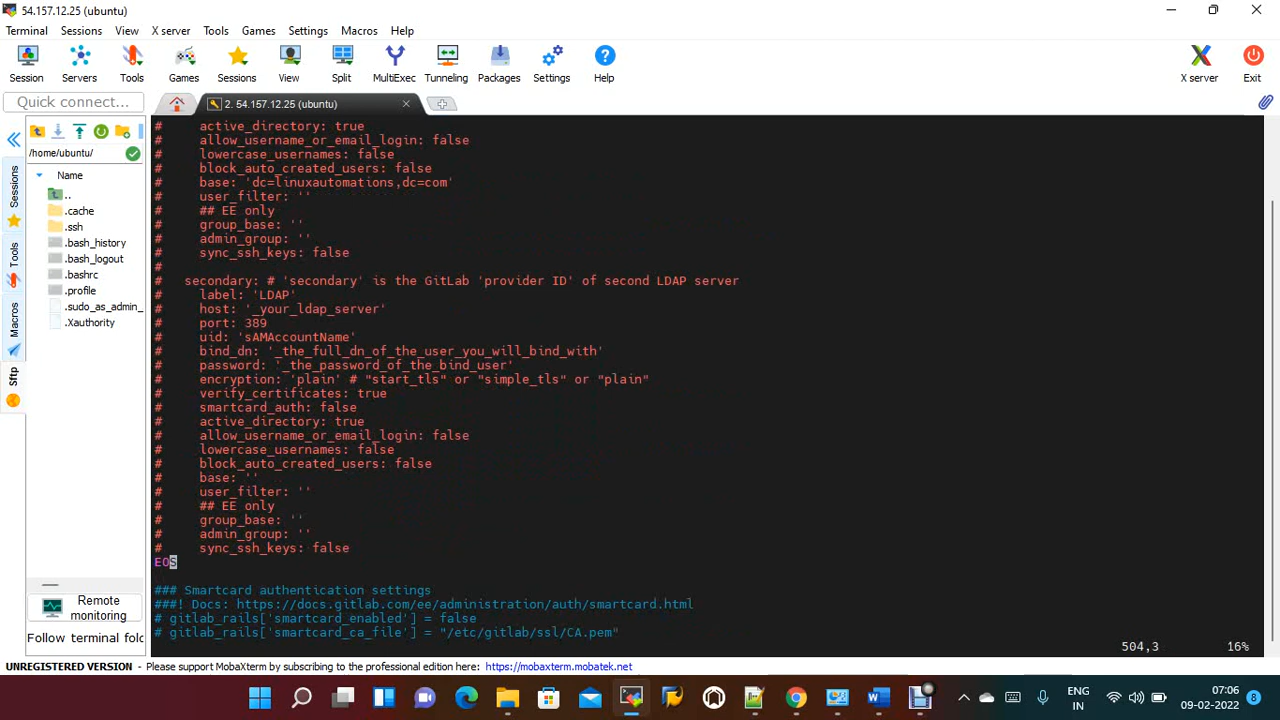 54.157.12.25 (ubuntu)
Terminal Sessions View X server Tools Games Settings Macros Help
Session Servers Tools Games Sessions View Split MultiExec Tunneling Packages Settings Help X server Exit
Quick connect...
2. 54.157.12.25 (ubuntu)
/home/ubuntu/
Name
..
.cache
.ssh
.bash_history
.bash_logout
.bashrc
.profile
.sudo_as_admin_
.Xauthority
Sessions
Tools
Macros
Sftp
Remote
monitoring
Follow terminal fold
#     active_directory: true
#     allow_username_or_email_login: false
#     lowercase_usernames: false
#     block_auto_created_users: false
#     base: 'dc=linuxautomations,dc=com'
#     user_filter: ''
#     ## EE only
#     group_base: ''
#     admin_group: ''
#     sync_ssh_keys: false
#
#   secondary: # 'secondary' is the GitLab 'provider ID' of second LDAP server
#     label: 'LDAP'
#     host: '_your_ldap_server'
#     port: 389
#     uid: 'sAMAccountName'
#     bind_dn: '_the_full_dn_of_the_user_you_will_bind_with'
#     password: '_the_password_of_the_bind_user'
#     encryption: 'plain' # "start_tls" or "simple_tls" or "plain"
#     verify_certificates: true
#     smartcard_auth: false
#     active_directory: true
#     allow_username_or_email_login: false
#     lowercase_usernames: false
#     block_auto_created_users: false
#     base: ''
#     user_filter: ''
#     ## EE only
#     group_base: ''
#     admin_group: ''
#     sync_ssh_keys: false
EOS
### Smartcard authentication settings
###! Docs: https://docs.gitlab.com/ee/administration/auth/smartcard.html
# gitlab_rails['smartcard_enabled'] = false
# gitlab_rails['smartcard_ca_file'] = "/etc/gitlab/ssl/CA.pem"
504,3 16%
UNREGISTERED VERSION - Please support MobaXterm by subscribing to the professional edition here: https://mobaxterm.mobatek.net
ENG
IN
07:06
09-02-2022
8